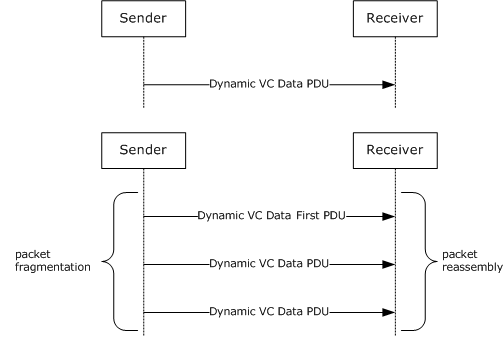 Sender
Receiver
Dynamic VC Data PDU
Sender
Receiver
Dynamic VC Data First PDU
packet
fragmentation
packet
reassembly
Dynamic VC Data PDU
Dynamic VC Data PDU